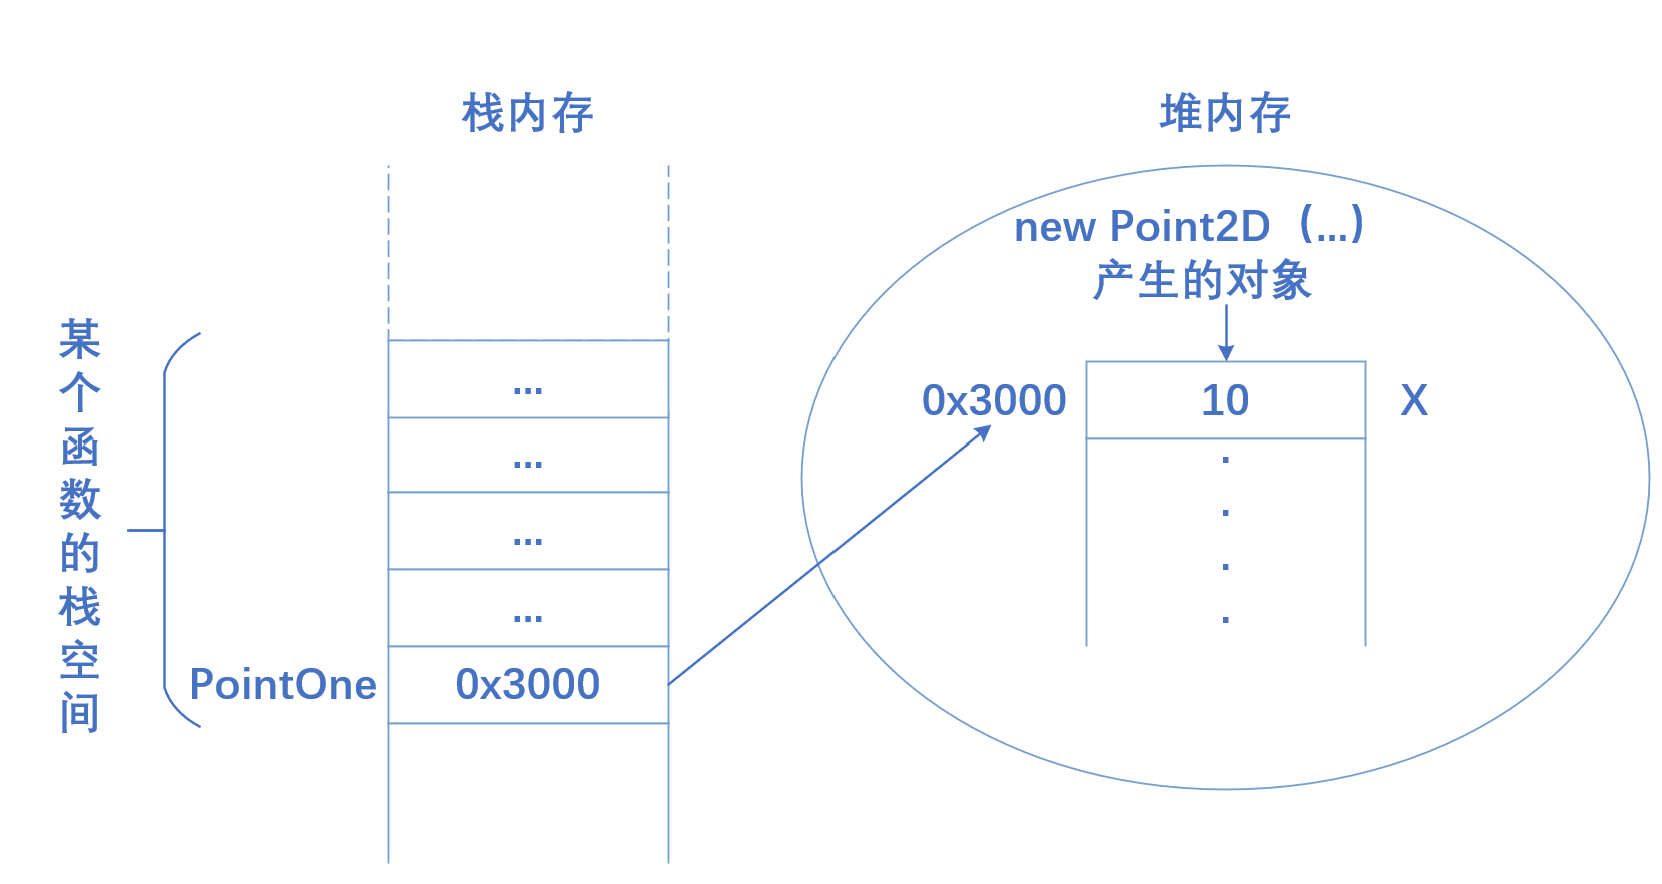 栈内存
堆内存
new Point2D（...）
产生的对象
某个函数的栈空间
...
...
...
...
PointOne
0x3000
0x3000
10
X
.
.
.
.